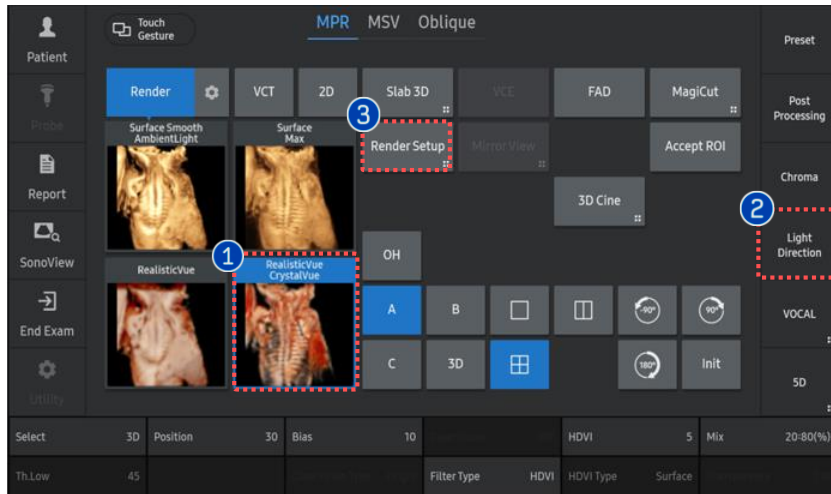 Patient
Touch
Gesture
MPR
MSV
Oblique
Preset
Probe
Render
VCT
2D
Slab 3D
VCE
FAD
MagiCut
Post
Processing
3
Surface Smooth
AmbientLight
Surface
Max
Render Setup
Mirror View
Accept ROI
Report
Chroma
3D Cine
2
SonoView
Light
Direction
1
RealisticVue
RealisticVue
CrystalVue
OH
End Exam
A
B
-90°
90°
VOCAL
Utility
C
3D
180°
Init
5D
Select 3D
Position 30
Bias 10
HDVI 5
Mix 20:80(%)
Th.Low 45
Filter Type HDVI
HDVI Type Surface